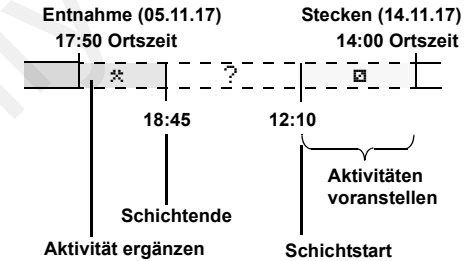 Entnahme (05.11.17) Stecken (14.11.17)
17:50 Ortszeit 14:00 Ortszeit
?
18:45 12:10
Aktivitäten
voranstellen
Schichtende
Aktivität ergänzen Schichtstart